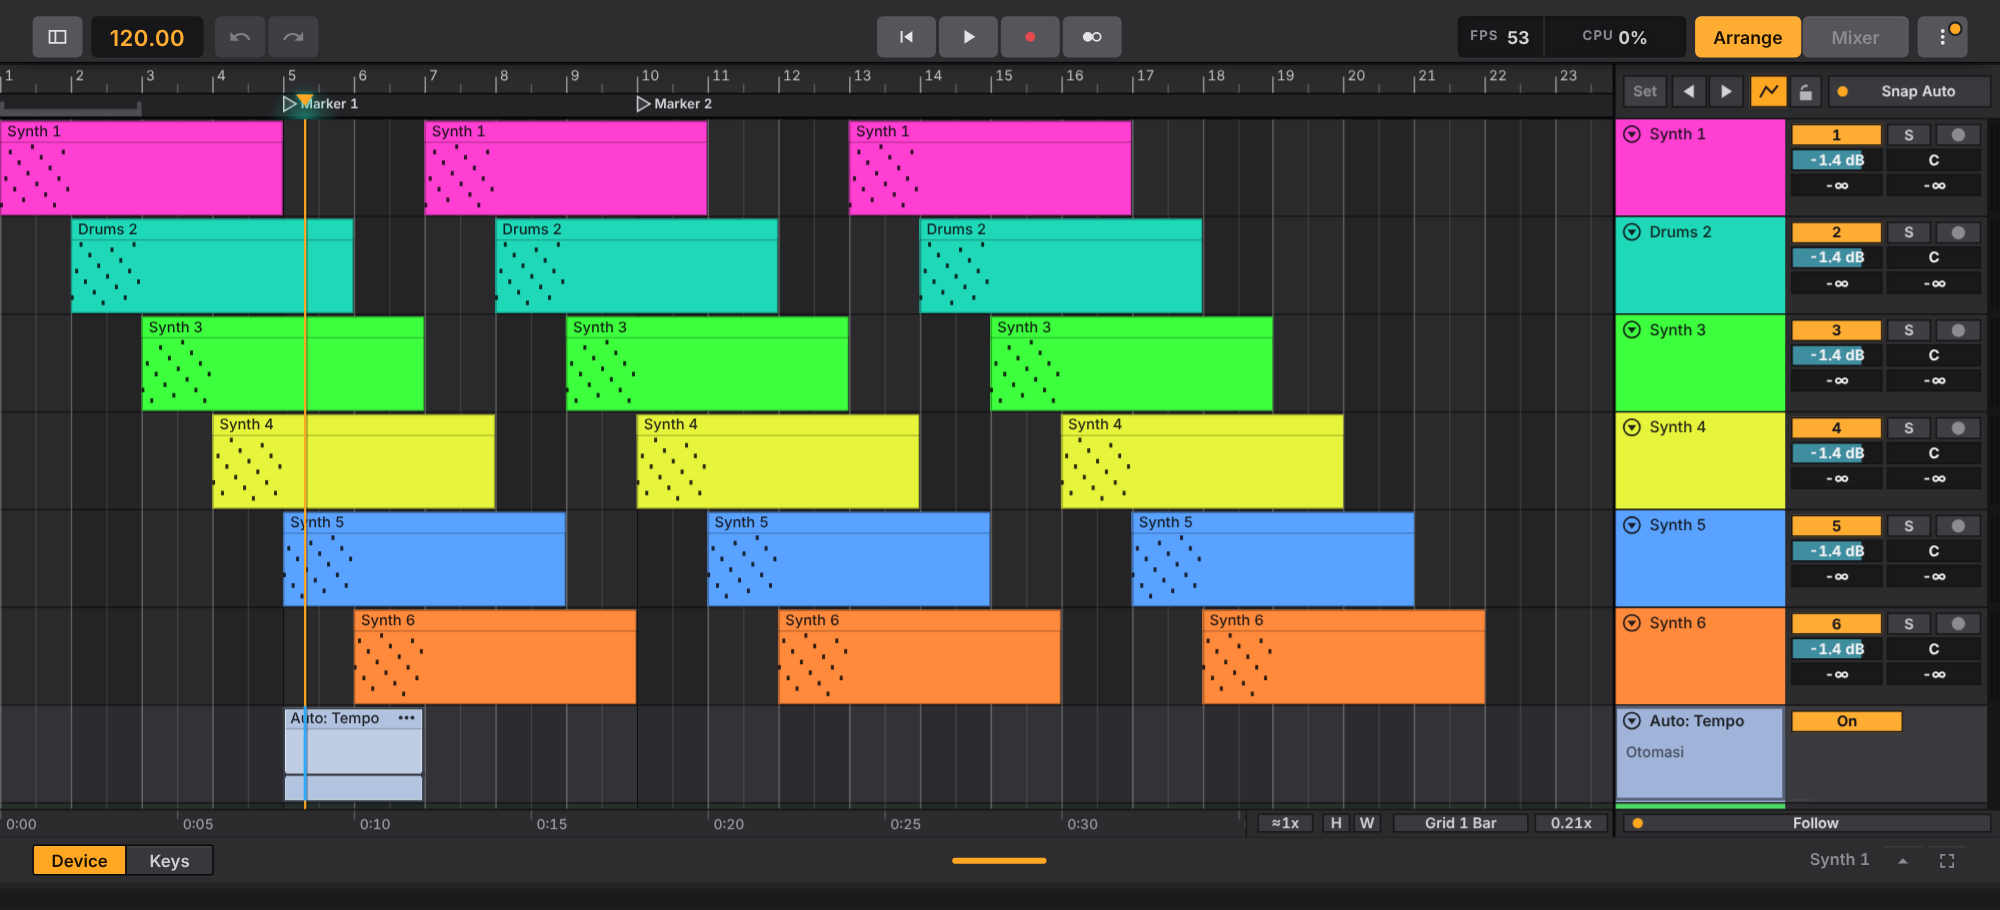 120.00
FPS 53 CPU 0% Arrange Mixer
1 2 3 4 5 6 7 8 9 10 11 12 13 14 15 16 17 18 19 20 21 22 23
Set Snap Auto
Marker 1 Marker 2
Synth 1 Synth 1 Synth 1 Synth 1 1 S
-1.4 dB C
-∞ -∞
Drums 2 Drums 2 Drums 2 Drums 2 2 S
-1.4 dB C
-∞ -∞
Synth 3 Synth 3 Synth 3 Synth 3 3 S
-1.4 dB C
-∞ -∞
Synth 4 Synth 4 Synth 4 Synth 4 4 S
-1.4 dB C
-∞ -∞
Synth 5 Synth 5 Synth 5 Synth 5 5 S
-1.4 dB C
-∞ -∞
Synth 6 Synth 6 Synth 6 Synth 6 6 S
-1.4 dB C
-∞ -∞
Auto: Tempo ••• Auto: Tempo On
Otomasi
0:00 0:05 0:10 0:15 0:20 0:25 0:30 ≈1x H W Grid 1 Bar 0.21x Follow
Device Keys Synth 1